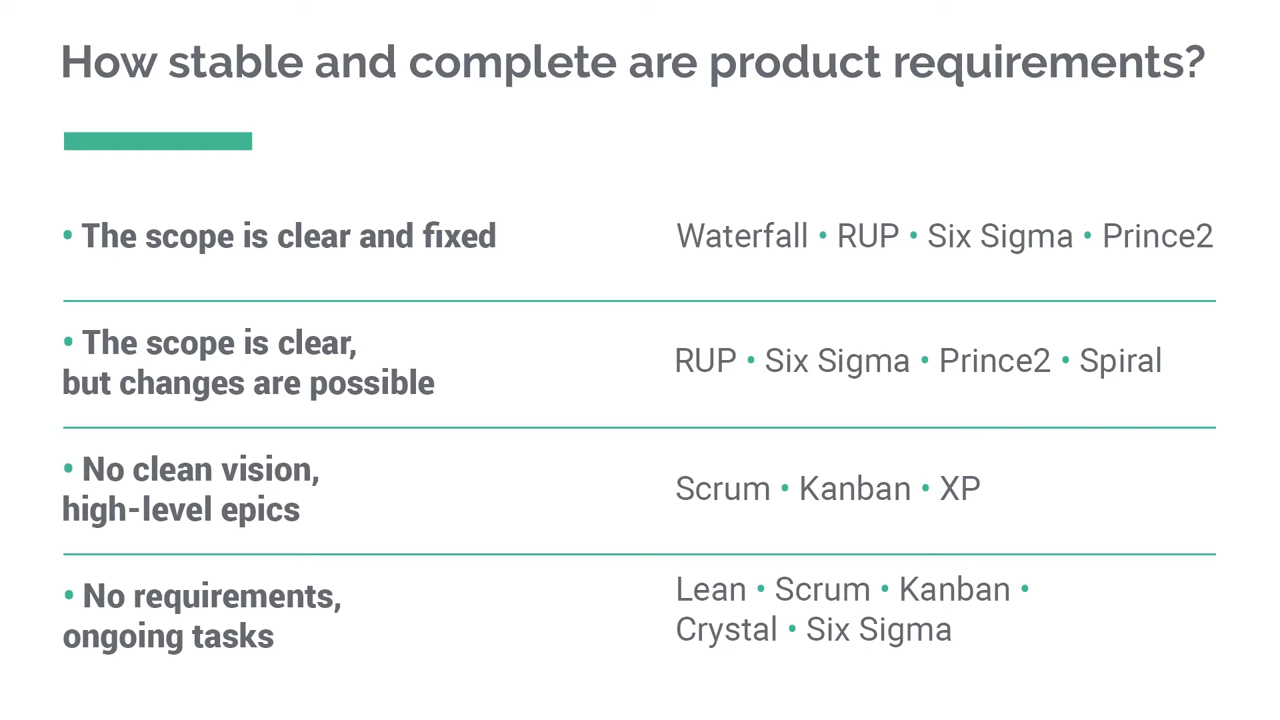 How stable and complete are product requirements?
• The scope is clear and fixed
Waterfall • RUP • Six Sigma • Prince2
• The scope is clear,
but changes are possible
RUP • Six Sigma • Prince2 • Spiral
• No clean vision,
high-level epics
Scrum • Kanban • XP
• No requirements,
ongoing tasks
Lean • Scrum • Kanban •
Crystal • Six Sigma